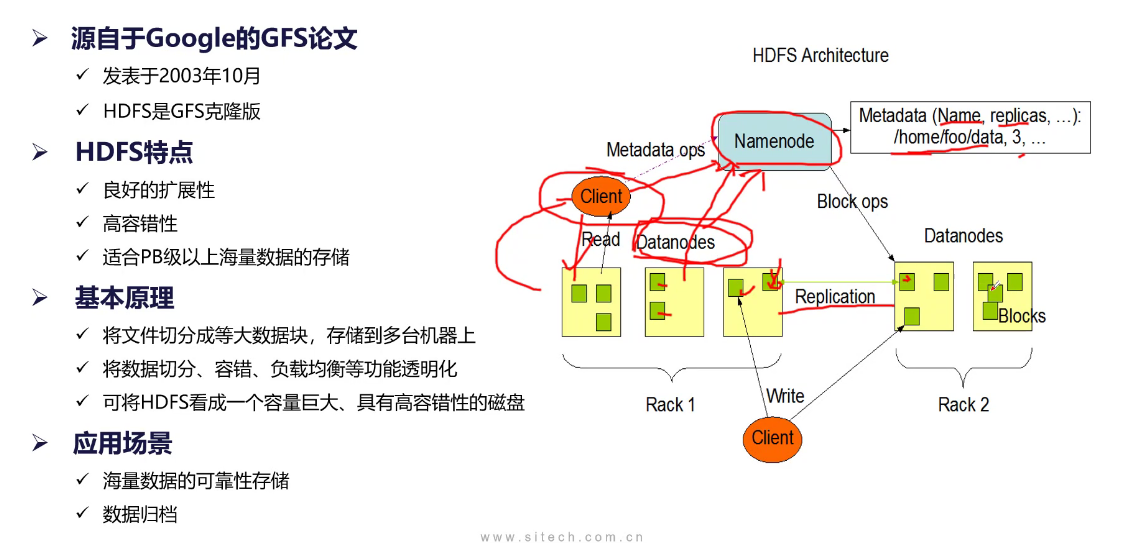 源自于Google的GFS论文
发表于2003年10月
HDFS是GFS克隆版
HDFS特点
良好的扩展性
高容错性
适合PB级以上海量数据的存储
基本原理
将文件切分成等大数据块，存储到多台机器上
将数据切分、容错、负载均衡等功能透明化
可将HDFS看成一个容量巨大、具有高容错性的磁盘
应用场景
海量数据的可靠性存储
数据归档
HDFS Architecture
Metadata (Name, replicas, ...):
/home/foo/data, 3, ...
Namenode
Metadata ops
Client
Block ops
Read
Datanodes
Datanodes
Replication
Blocks
Rack 1
Write
Rack 2
Client
www.sitech.com.cn